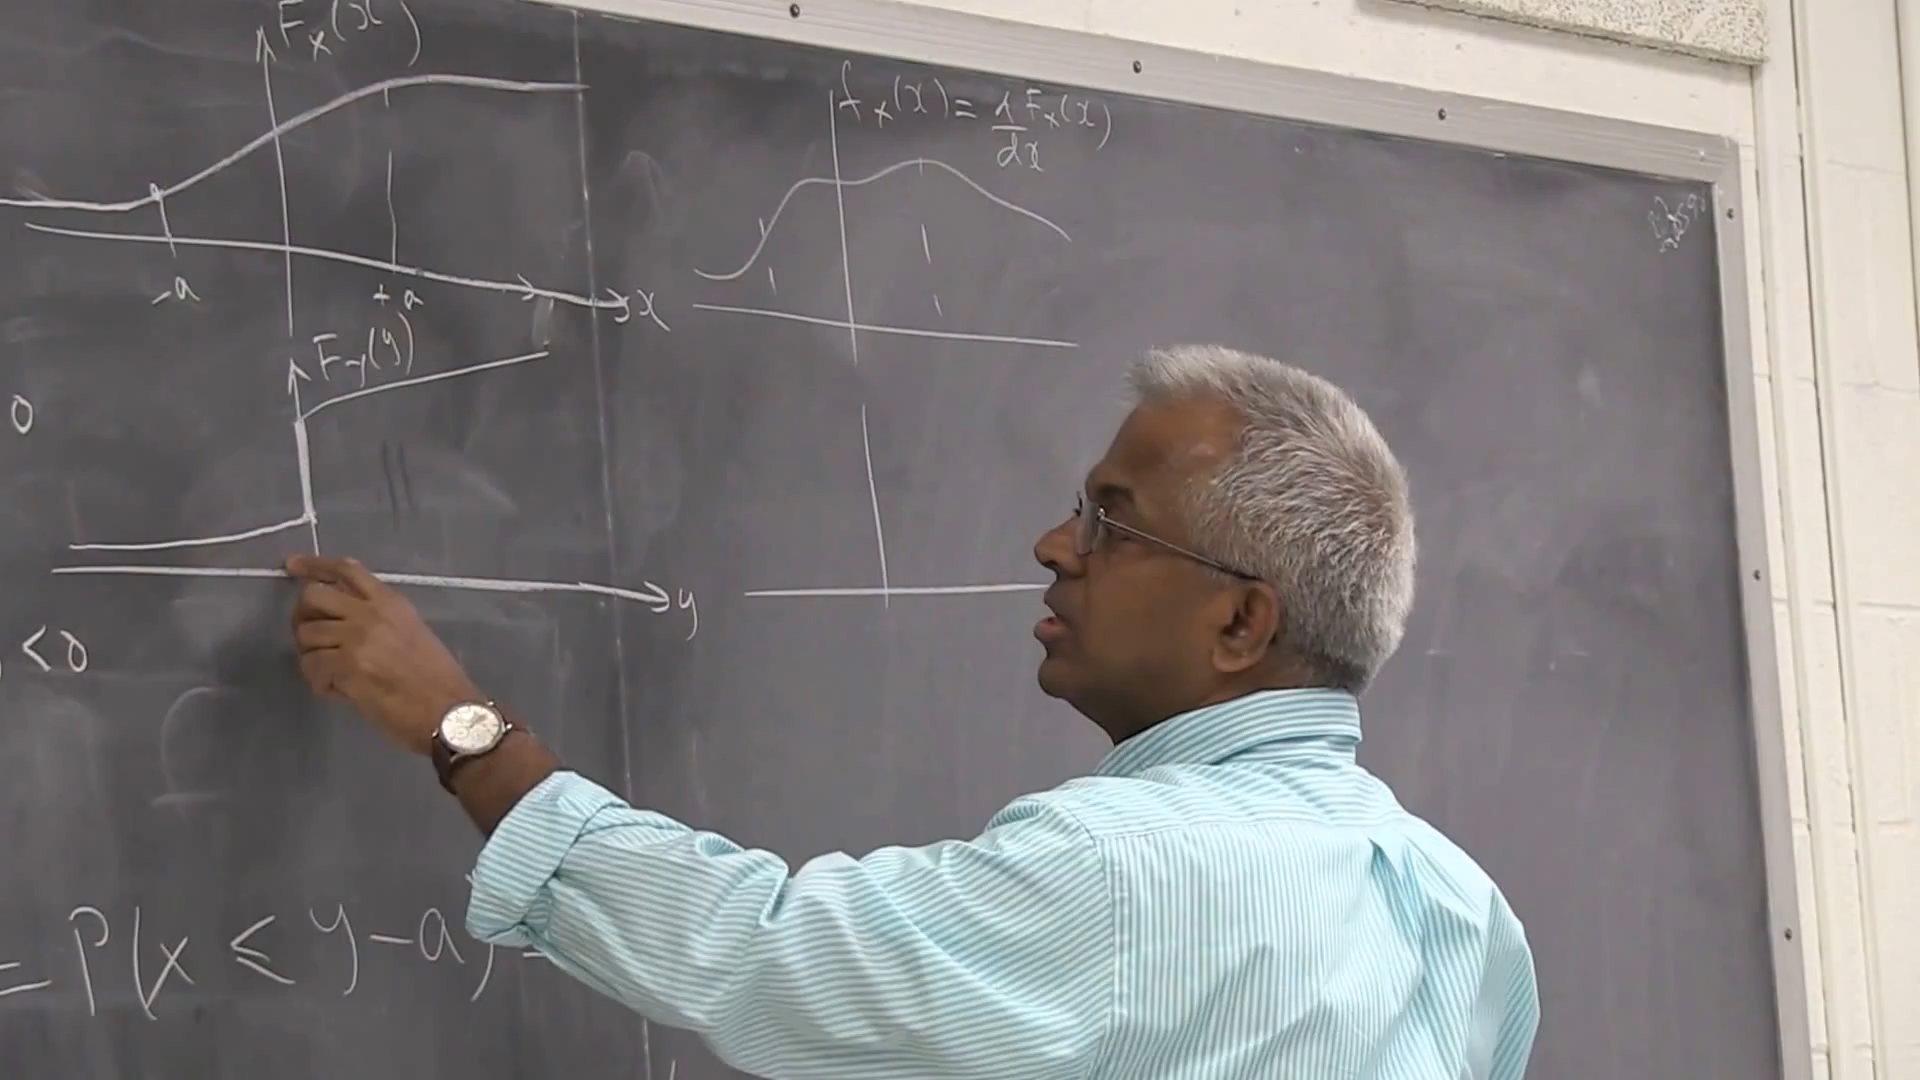 F_x(x)
f_x(x) = d F_x(x)
dx
-a
+a
x
F_y(y)
0
y
<0
= P(x ≤ y-a) =